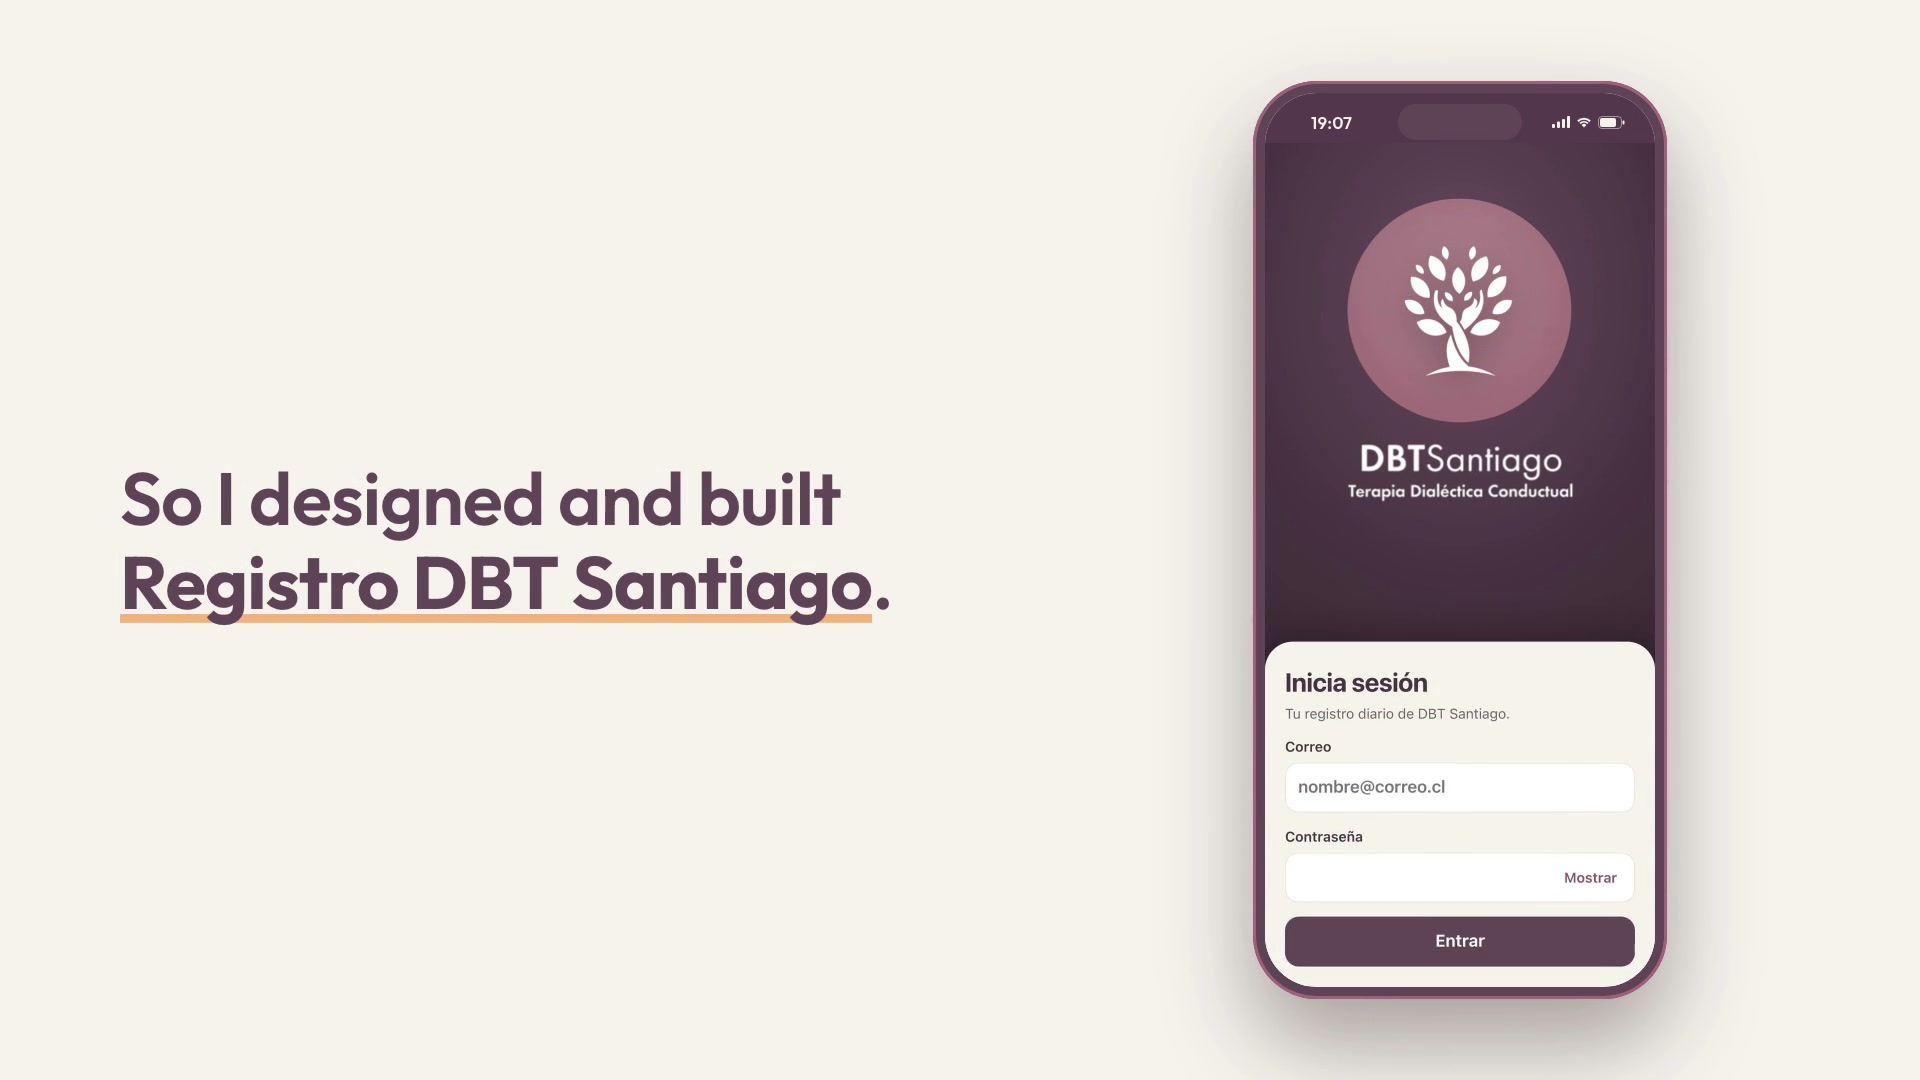 So I designed and built
Registro DBT Santiago.
19:07
DBTSantiago
Terapia Dialéctica Conductual
Inicia sesión
Tu registro diario de DBT Santiago.
Correo
nombre@correo.cl
Contraseña
Mostrar
Entrar